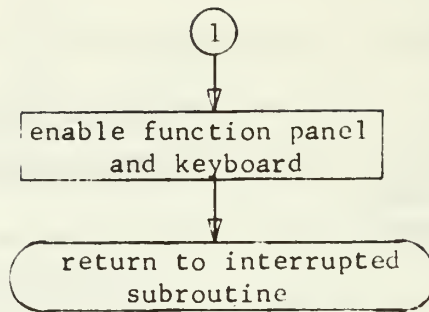 1
enable function panel
and keyboard
return to interrupted
subroutine